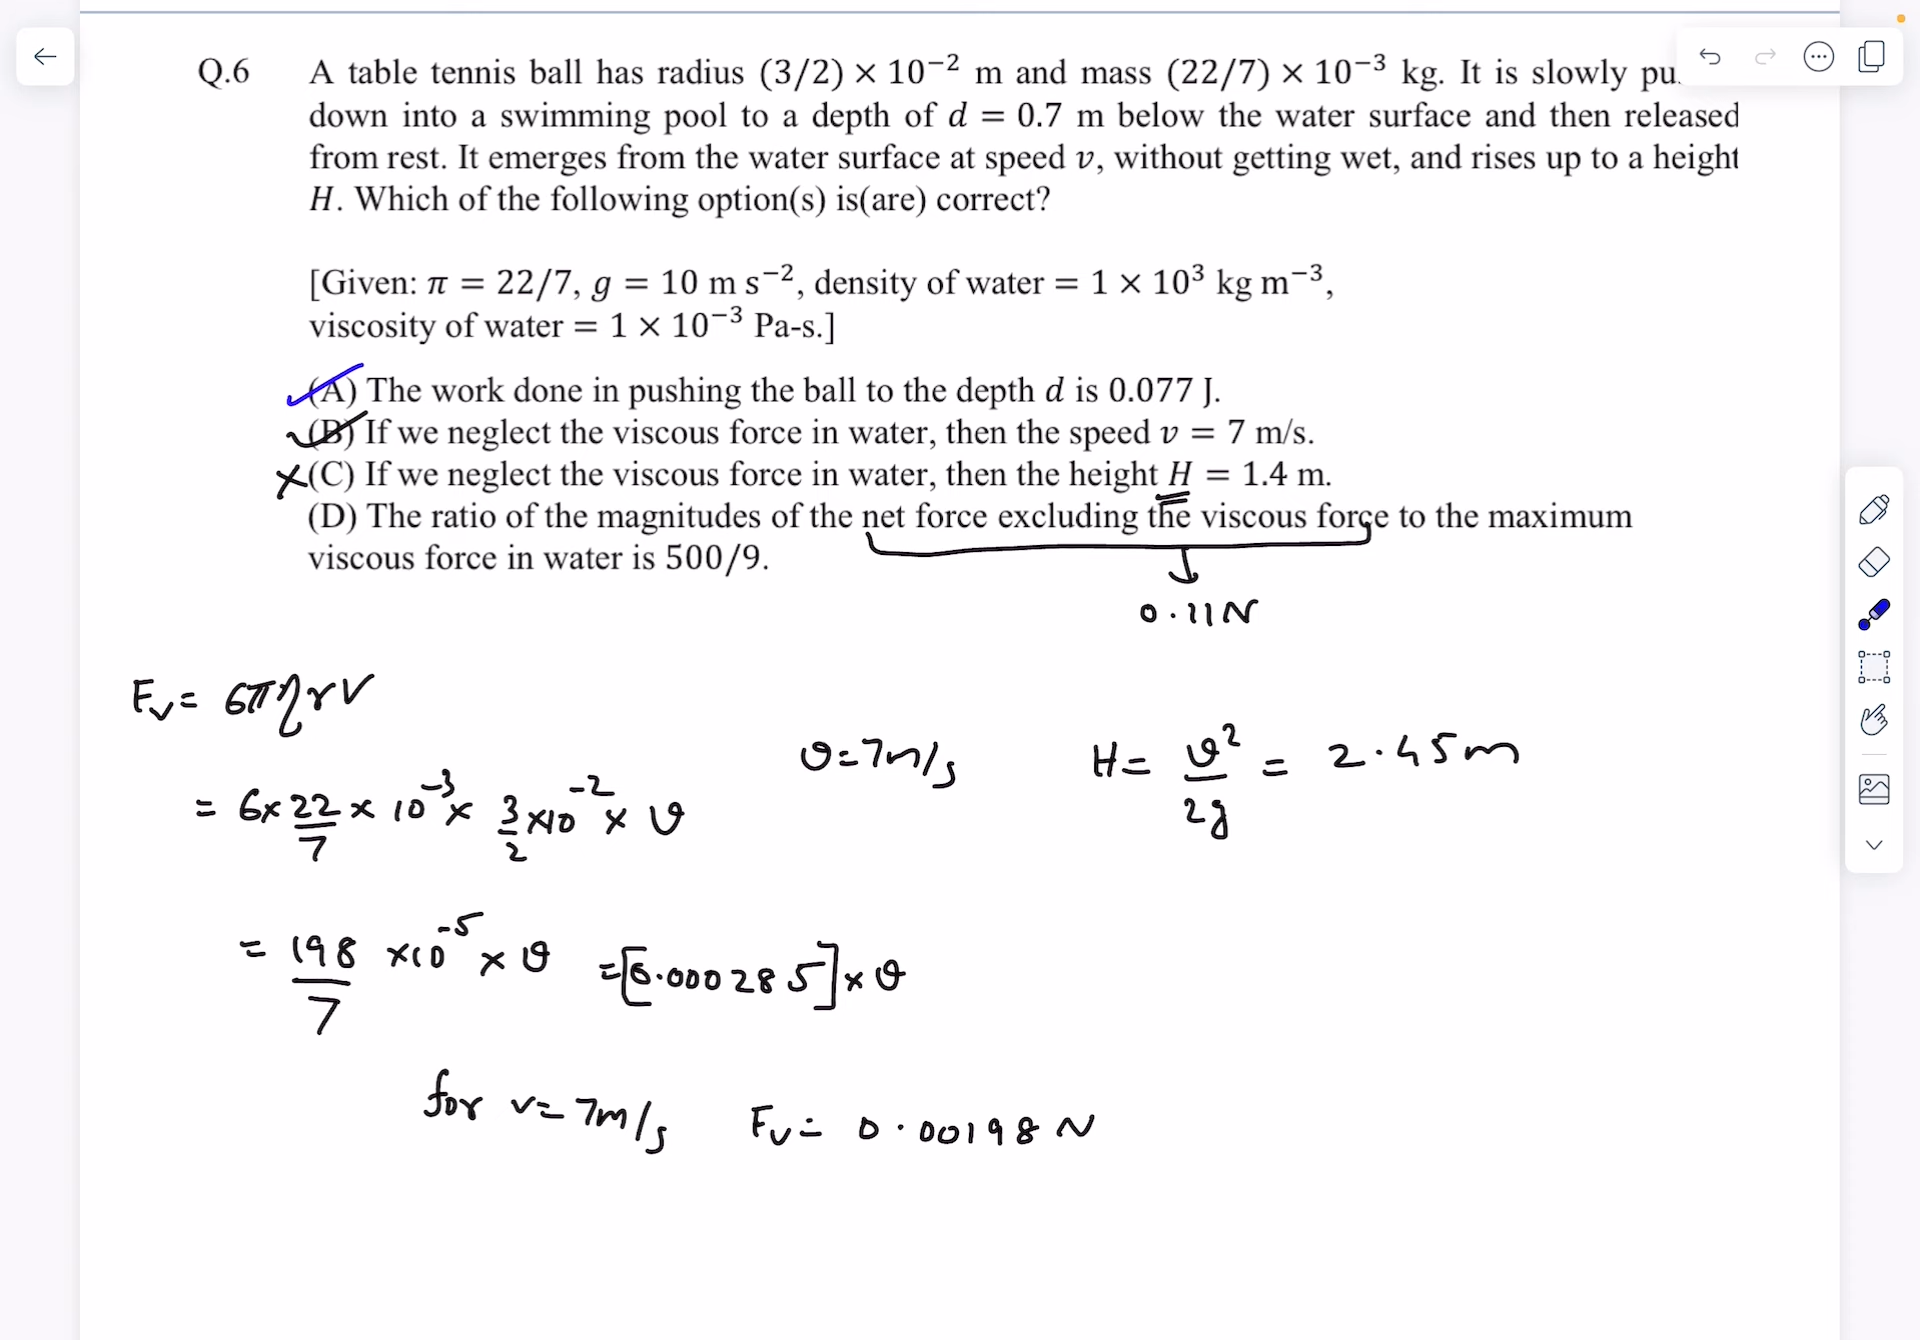 Q.6 A table tennis ball has radius (3/2) × 10⁻² m and mass (22/7) × 10⁻³ kg. It is slowly pu
down into a swimming pool to a depth of d = 0.7 m below the water surface and then released
from rest. It emerges from the water surface at speed v, without getting wet, and rises up to a height
H. Which of the following option(s) is(are) correct?
[Given: π = 22/7, g = 10 m s⁻², density of water = 1 × 10³ kg m⁻³,
viscosity of water = 1 × 10⁻³ Pa-s.]
(A) The work done in pushing the ball to the depth d is 0.077 J.
(B) If we neglect the viscous force in water, then the speed v = 7 m/s.
(C) If we neglect the viscous force in water, then the height H = 1.4 m.
(D) The ratio of the magnitudes of the net force excluding the viscous force to the maximum
viscous force in water is 500/9.
0.11N
Fᵥ= 6πηrv
v=7m/s H= v²/2g = 2.45m
= 6×22/7 × 10⁻³ × 3/2 ×10⁻² × v
= 198/7 ×10⁻⁵ × v =[0.000285]×v
for v= 7m/s Fᵥ= 0.00198 N